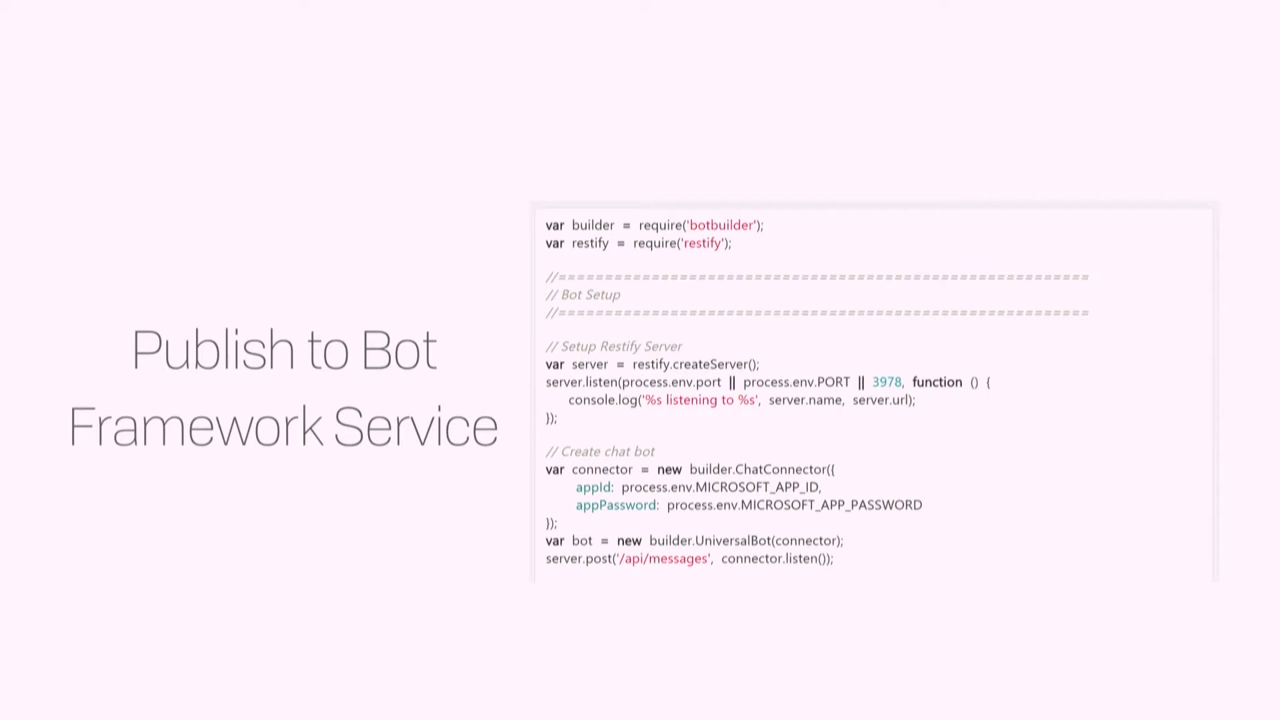 Publish to Bot
Framework Service
var builder = require('botbuilder');
var restify = require('restify');
//=========================================================
// Bot Setup
//=========================================================
// Setup Restify Server
var server = restify.createServer();
server.listen(process.env.port || process.env.PORT || 3978, function () {
console.log('%s listening to %s', server.name, server.url);
});
// Create chat bot
var connector = new builder.ChatConnector({
appId: process.env.MICROSOFT_APP_ID,
appPassword: process.env.MICROSOFT_APP_PASSWORD
});
var bot = new builder.UniversalBot(connector);
server.post('/api/messages', connector.listen());